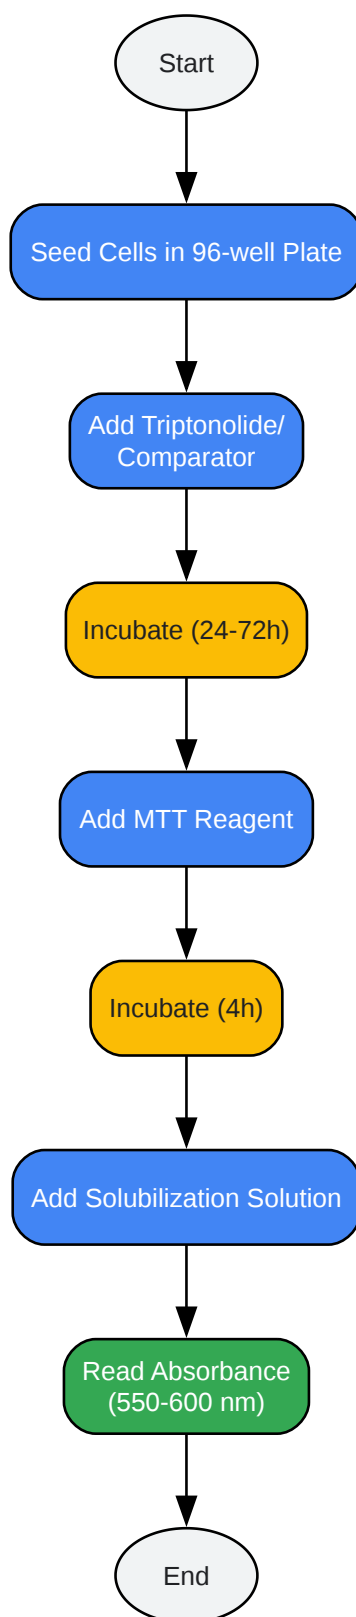 Start
Seed Cells in 96-well Plate
Add Triptonolide/
Comparator
Incubate (24-72h)
Add MTT Reagent
Incubate (4h)
Add Solubilization Solution
Read Absorbance
(550-600 nm)
End